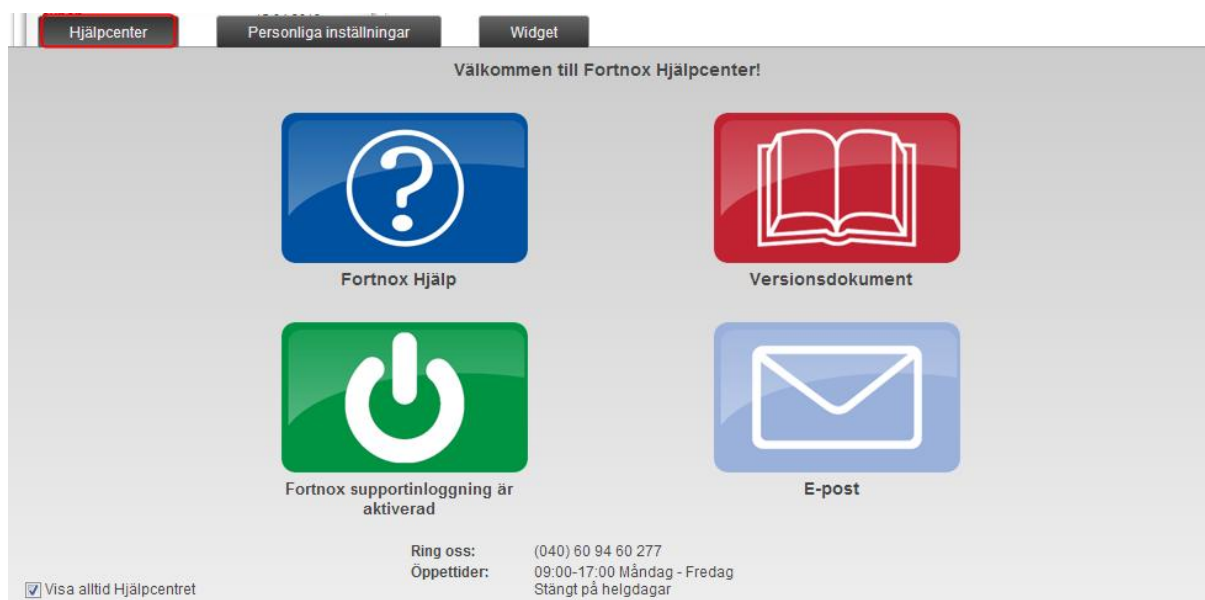 Hjälpcenter
Personliga inställningar
Widget
Välkommen till Fortnox Hjälpcenter!
Fortnox Hjälp
Versionsdokument
Fortnox supportinloggning är
aktiverad
E-post
Ring oss: (040) 60 94 60 277
Öppettider: 09:00-17:00 Måndag - Fredag
Stängt på helgdagar
Visa alltid Hjälpcentret